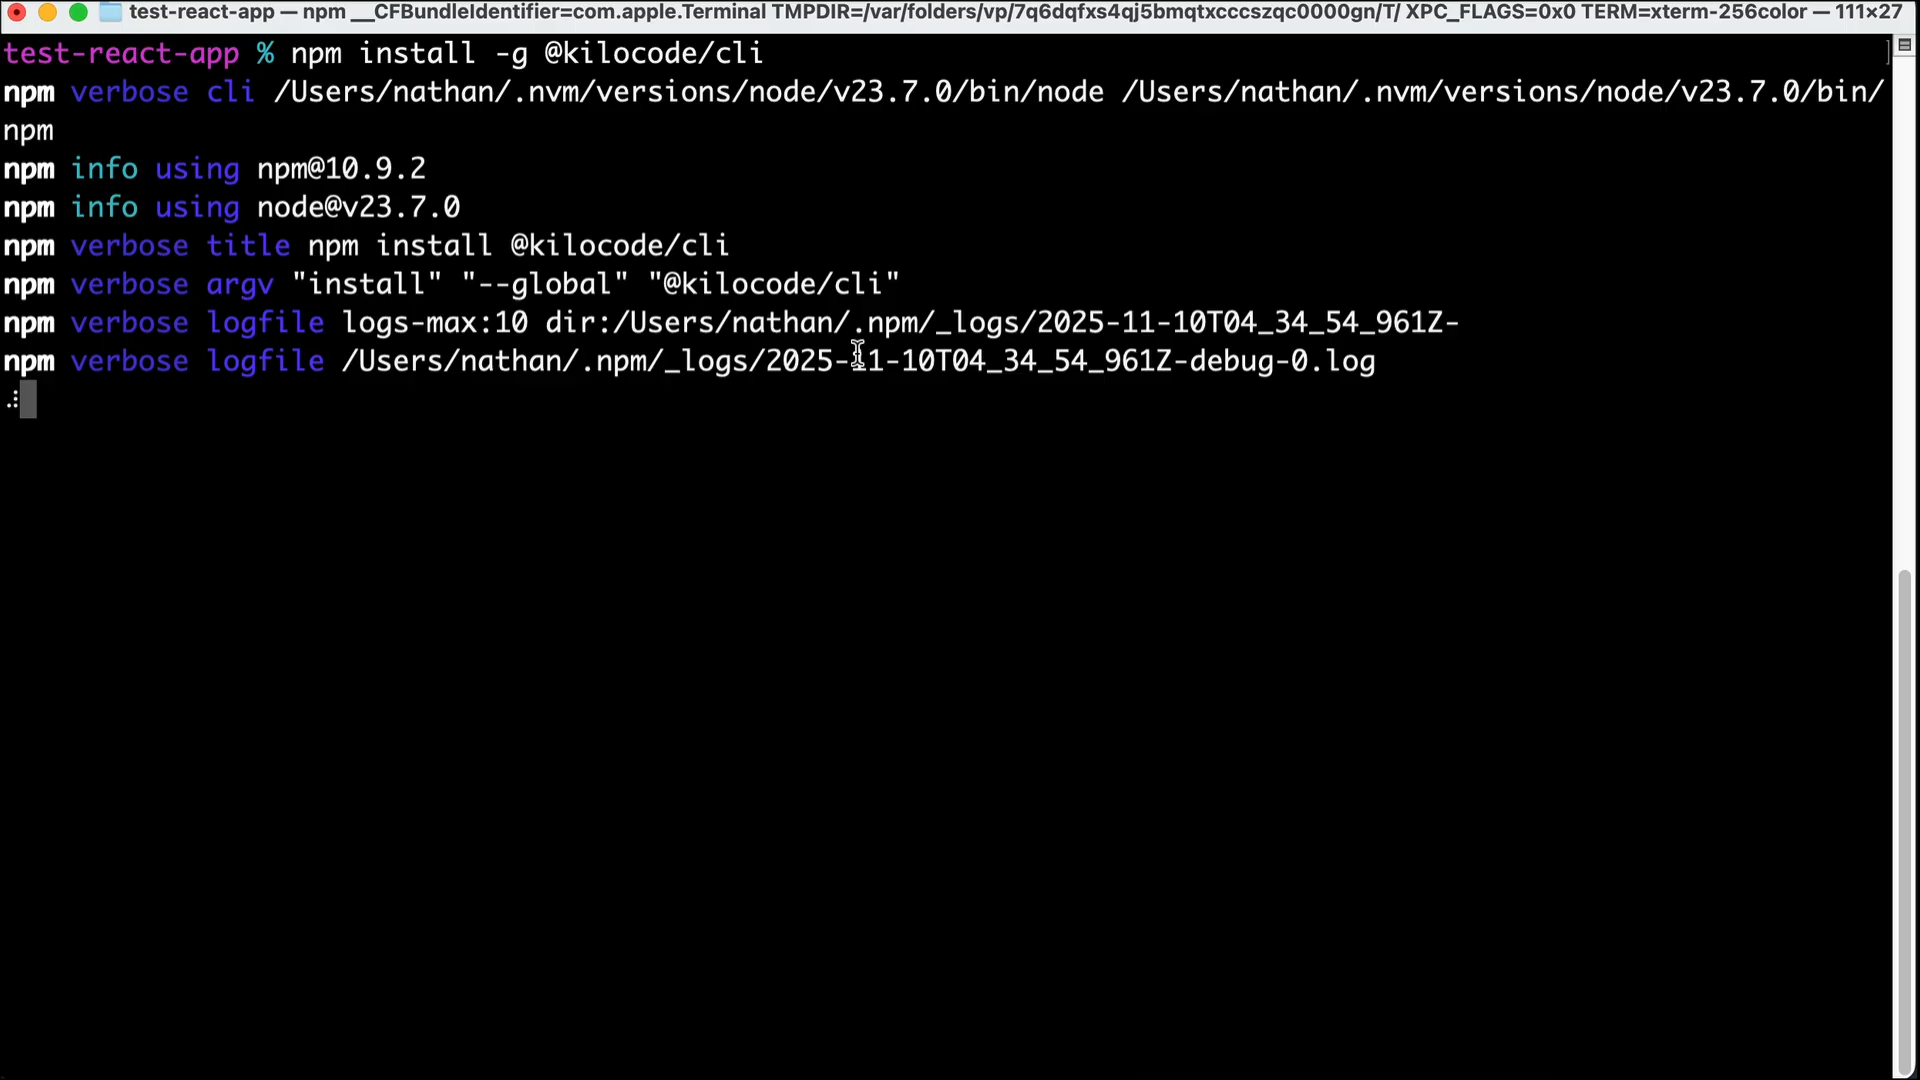 test-react-app — npm __CFBundleIdentifier=com.apple.Terminal TMPDIR=/var/folders/vp/7q6dqfxs4qj5bmqtxcccszqc0000gn/T/ XPC_FLAGS=0x0 TERM=xterm-256color — 111×27
test-react-app % npm install -g @kilocode/cli
npm verbose cli /Users/nathan/.nvm/versions/node/v23.7.0/bin/node /Users/nathan/.nvm/versions/node/v23.7.0/bin/
npm
npm info using npm@10.9.2
npm info using node@v23.7.0
npm verbose title npm install @kilocode/cli
npm verbose argv "install" "--global" "@kilocode/cli"
npm verbose logfile logs-max:10 dir:/Users/nathan/.npm/_logs/2025-11-10T04_34_54_961Z-
npm verbose logfile /Users/nathan/.npm/_logs/2025-11-10T04_34_54_961Z-debug-0.log